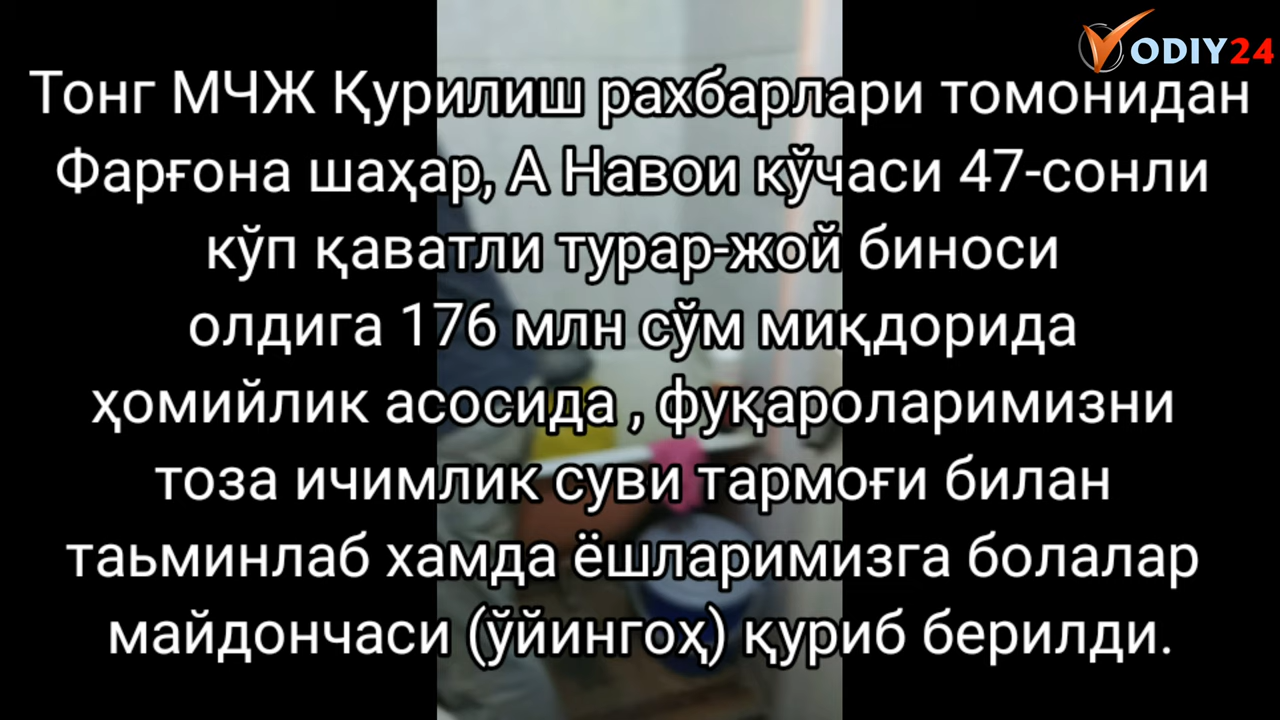 VODIY24
Тонг МЧЖ Қурилиш рахбарлари томонидан
Фарғона шаҳар, А Навои кўчаси 47-сонли
кўп қаватли турар-жой биноси
олдига 176 млн сўм миқдорида
ҳомийлик асосида , фуқароларимизни
тоза ичимлик суви тармоғи билан
таьминлаб хамда ёшларимизга болалар
майдончаси (ўйингоҳ) қуриб берилди.